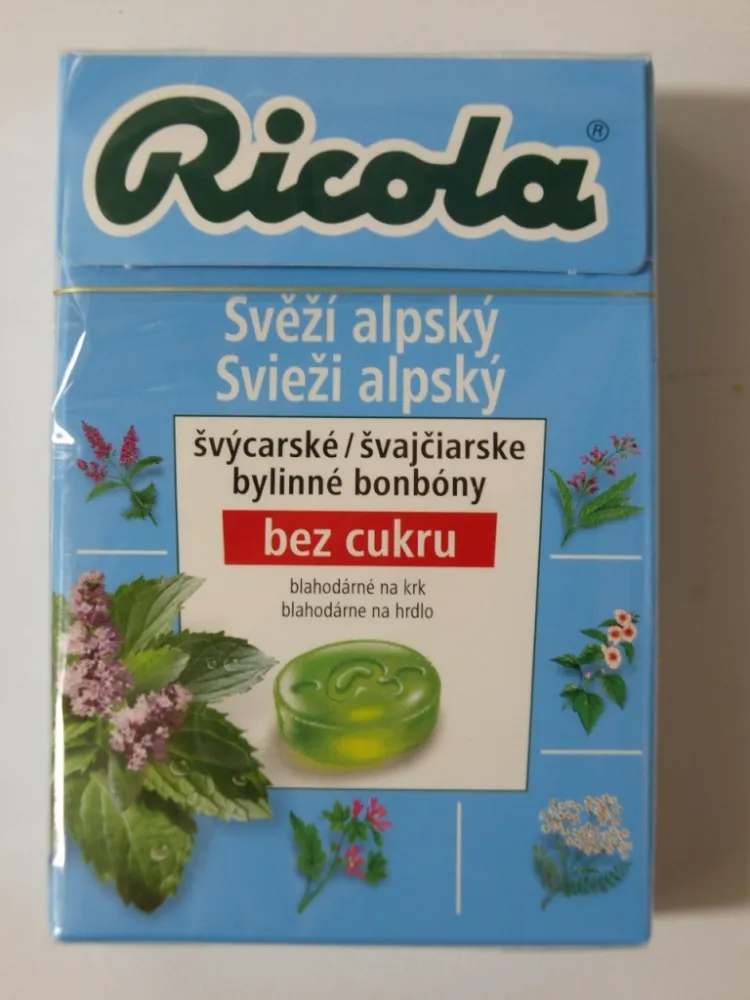 Ricola®
Svěží alpský
Svieži alpský
švýcarské / švajčiarske
bylinné bonbóny
bez cukru
blahodárné na krk
blahodárne na hrdlo